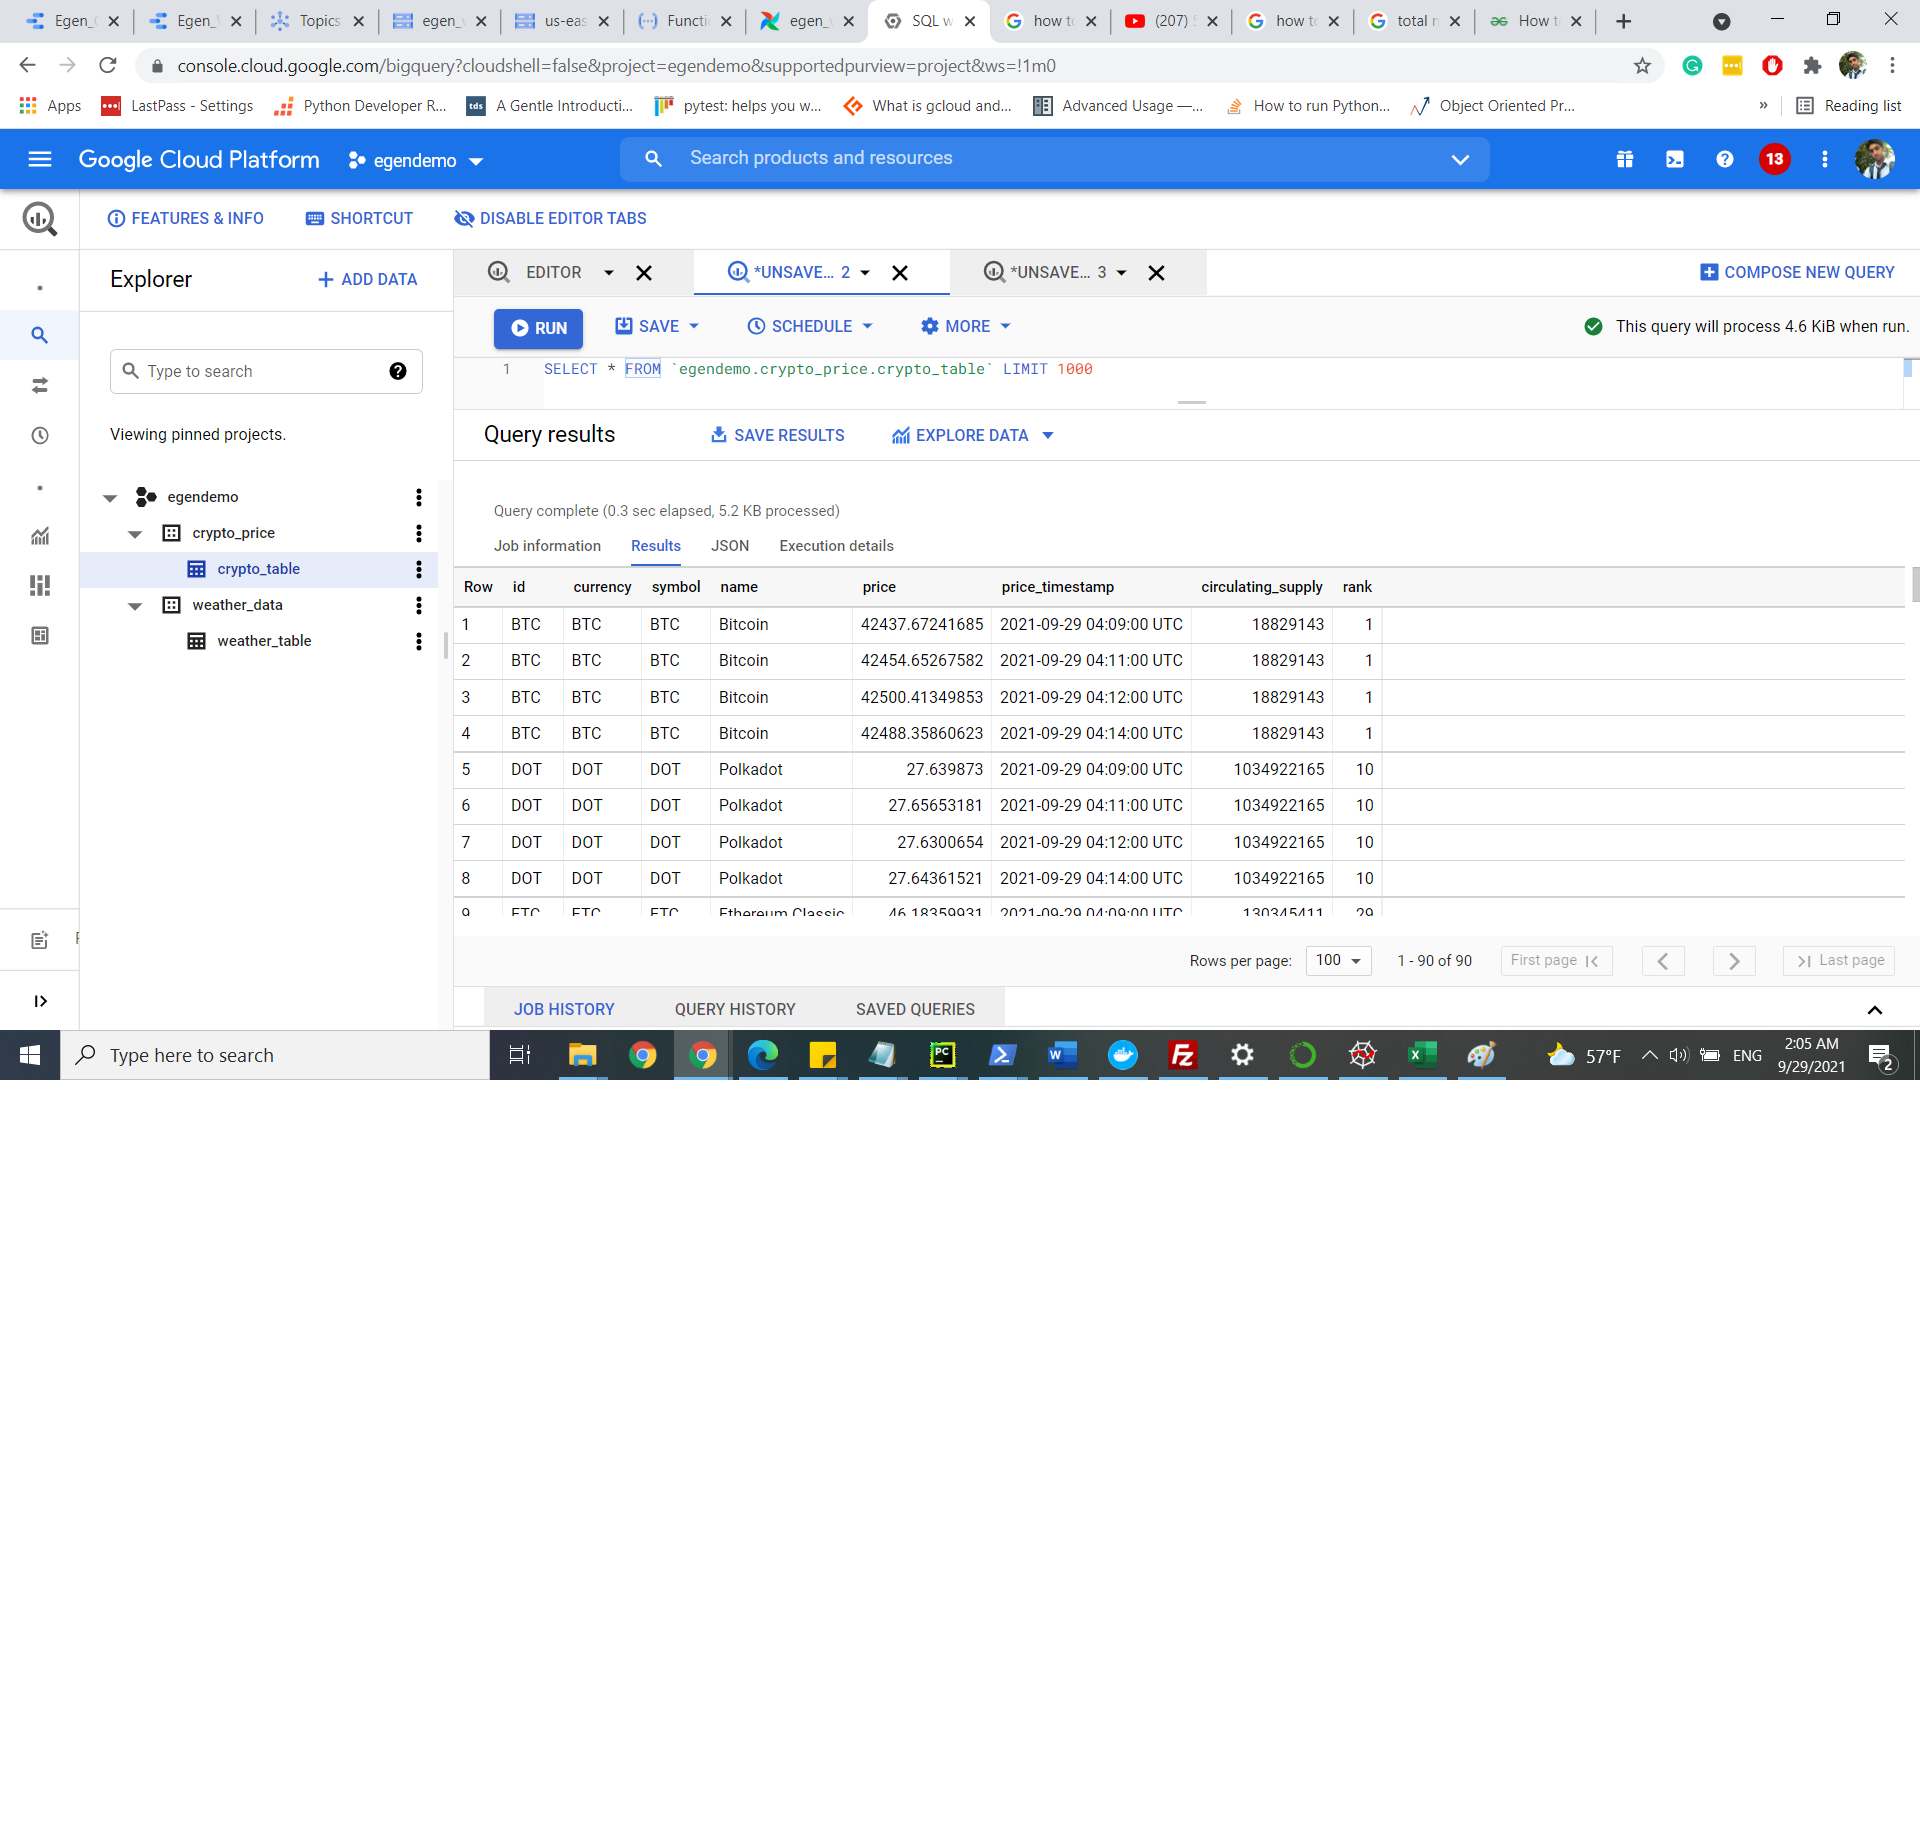 Egen_ Egen_ Topics egen_ us-eas Functi egen_ SQL w how to (207) how to total n How t
console.cloud.google.com/bigquery?cloudshell=false&project=egendemo&supportedpurview=project&ws=!1m0
Apps LastPass - Settings Python Developer R... A Gentle Introducti... pytest: helps you w... What is gcloud and... Advanced Usage —... How to run Python... Object Oriented Pr... » Reading list
Google Cloud Platform egendemo Search products and resources 13
FEATURES & INFO SHORTCUT DISABLE EDITOR TABS
Explorer + ADD DATA EDITOR *UNSAVE... 2 *UNSAVE... 3 COMPOSE NEW QUERY
RUN SAVE SCHEDULE MORE This query will process 4.6 KiB when run.
Type to search
1 SELECT * FROM `egendemo.crypto_price.crypto_table` LIMIT 1000
Viewing pinned projects.
Query results SAVE RESULTS EXPLORE DATA
egendemo
crypto_price
crypto_table
weather_data
weather_table
Query complete (0.3 sec elapsed, 5.2 KB processed)
Job information Results JSON Execution details
Row id currency symbol name price price_timestamp circulating_supply rank
1 BTC BTC BTC Bitcoin 42437.67241685 2021-09-29 04:09:00 UTC 18829143 1
2 BTC BTC BTC Bitcoin 42454.65267582 2021-09-29 04:11:00 UTC 18829143 1
3 BTC BTC BTC Bitcoin 42500.41349853 2021-09-29 04:12:00 UTC 18829143 1
4 BTC BTC BTC Bitcoin 42488.35860623 2021-09-29 04:14:00 UTC 18829143 1
5 DOT DOT DOT Polkadot 27.639873 2021-09-29 04:09:00 UTC 1034922165 10
6 DOT DOT DOT Polkadot 27.65653181 2021-09-29 04:11:00 UTC 1034922165 10
7 DOT DOT DOT Polkadot 27.6300654 2021-09-29 04:12:00 UTC 1034922165 10
8 DOT DOT DOT Polkadot 27.64361521 2021-09-29 04:14:00 UTC 1034922165 10
9 ETC ETC ETC Ethereum Classic 46.18359931 2021-09-29 04:09:00 UTC 130345411 29
Rows per page: 100 1 - 90 of 90 First page Last page
JOB HISTORY QUERY HISTORY SAVED QUERIES
Type here to search 57°F ENG 2:05 AM
9/29/2021 2